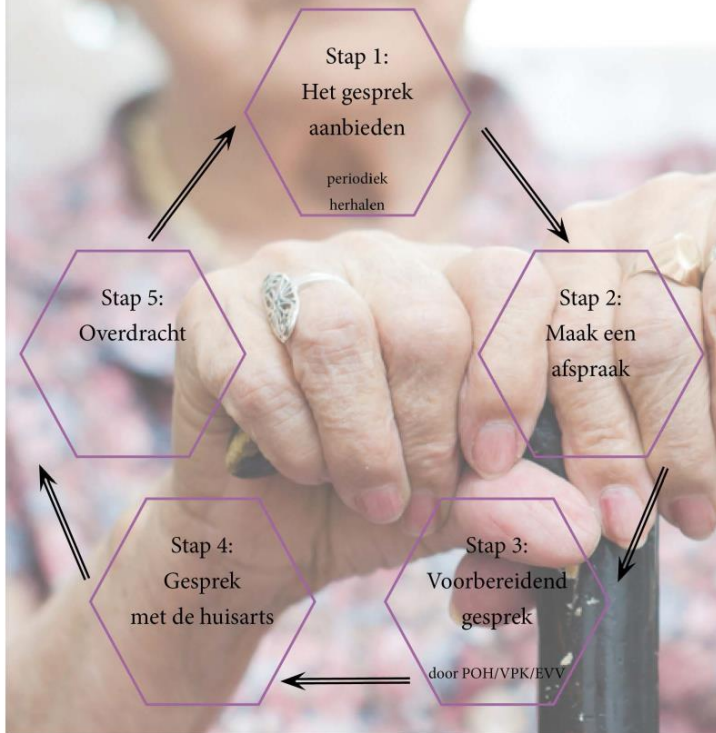 Stap 1:
Het gesprek
aanbieden
periodiek
herhalen
Stap 2:
Maak een
afspraak
Stap 3:
Voorbereidend
gesprek
door POH/VPK/EVV
Stap 4:
Gesprek
met de huisarts
Stap 5:
Overdracht